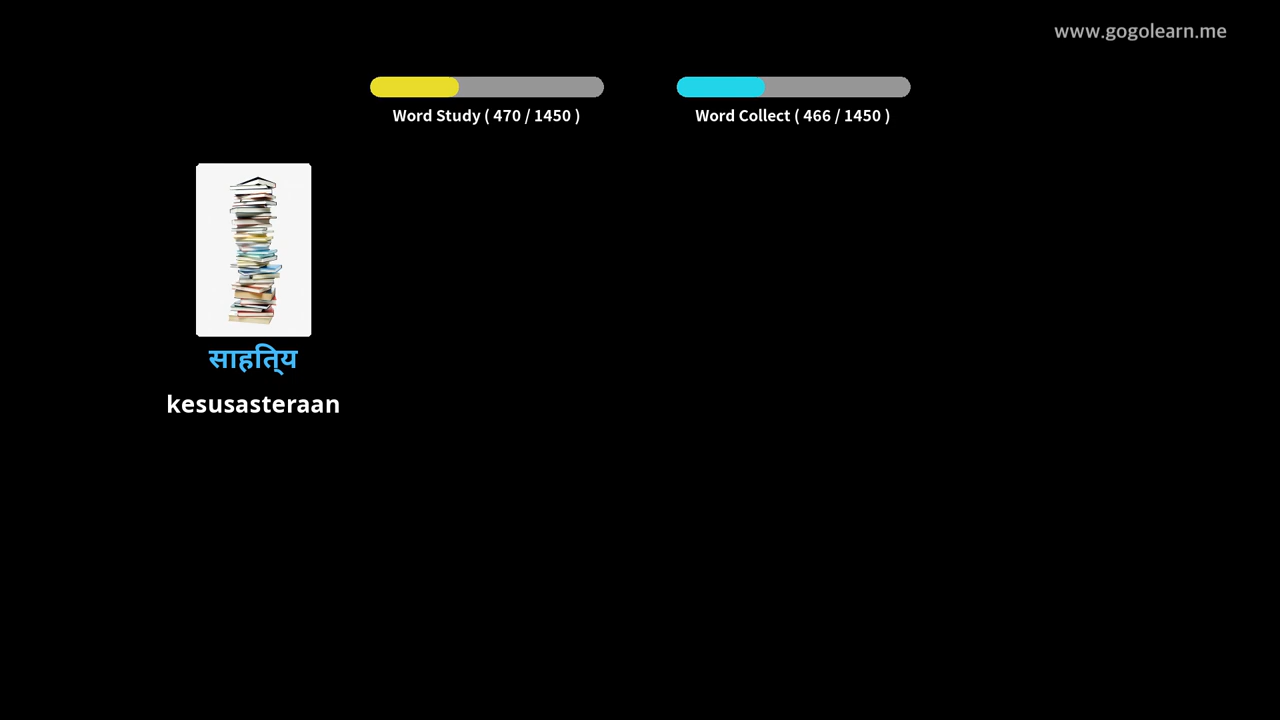 www.gogolearn.me
Word Study ( 470 / 1450 )
Word Collect ( 466 / 1450 )
साहित्य
kesusasteraan